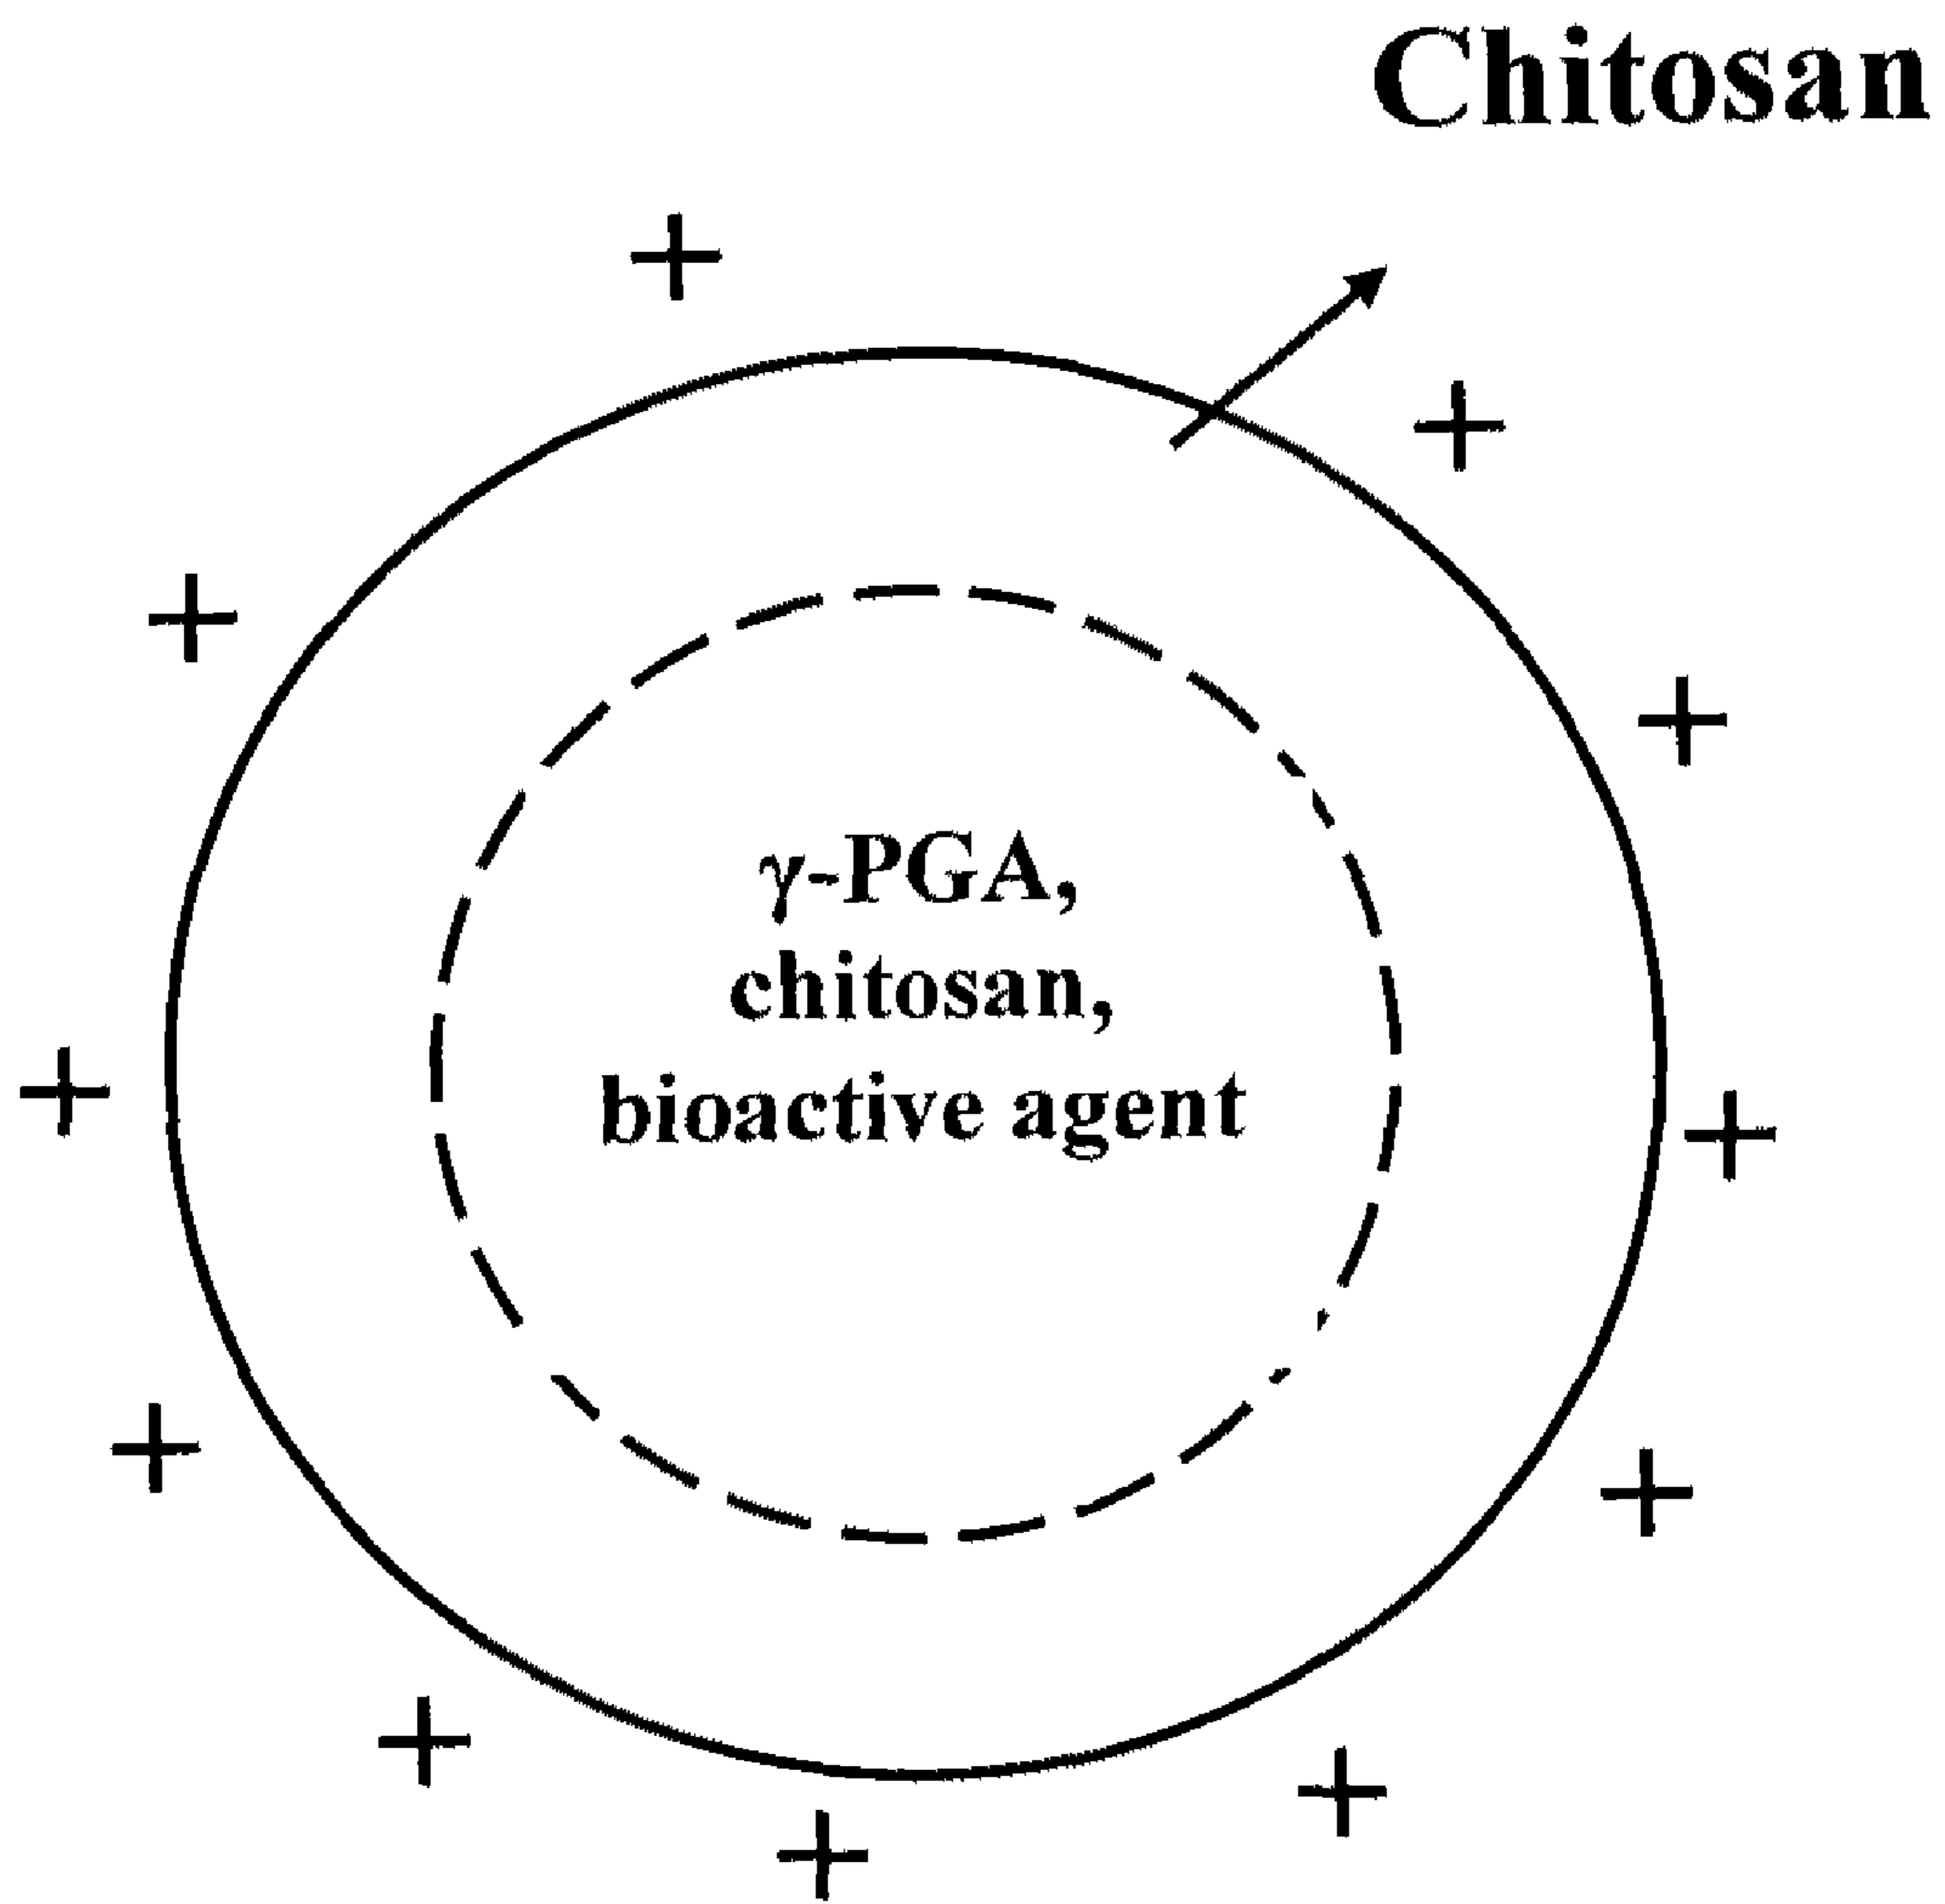 Chitosan
γ-PGA,
chitosan,
bioactive agent